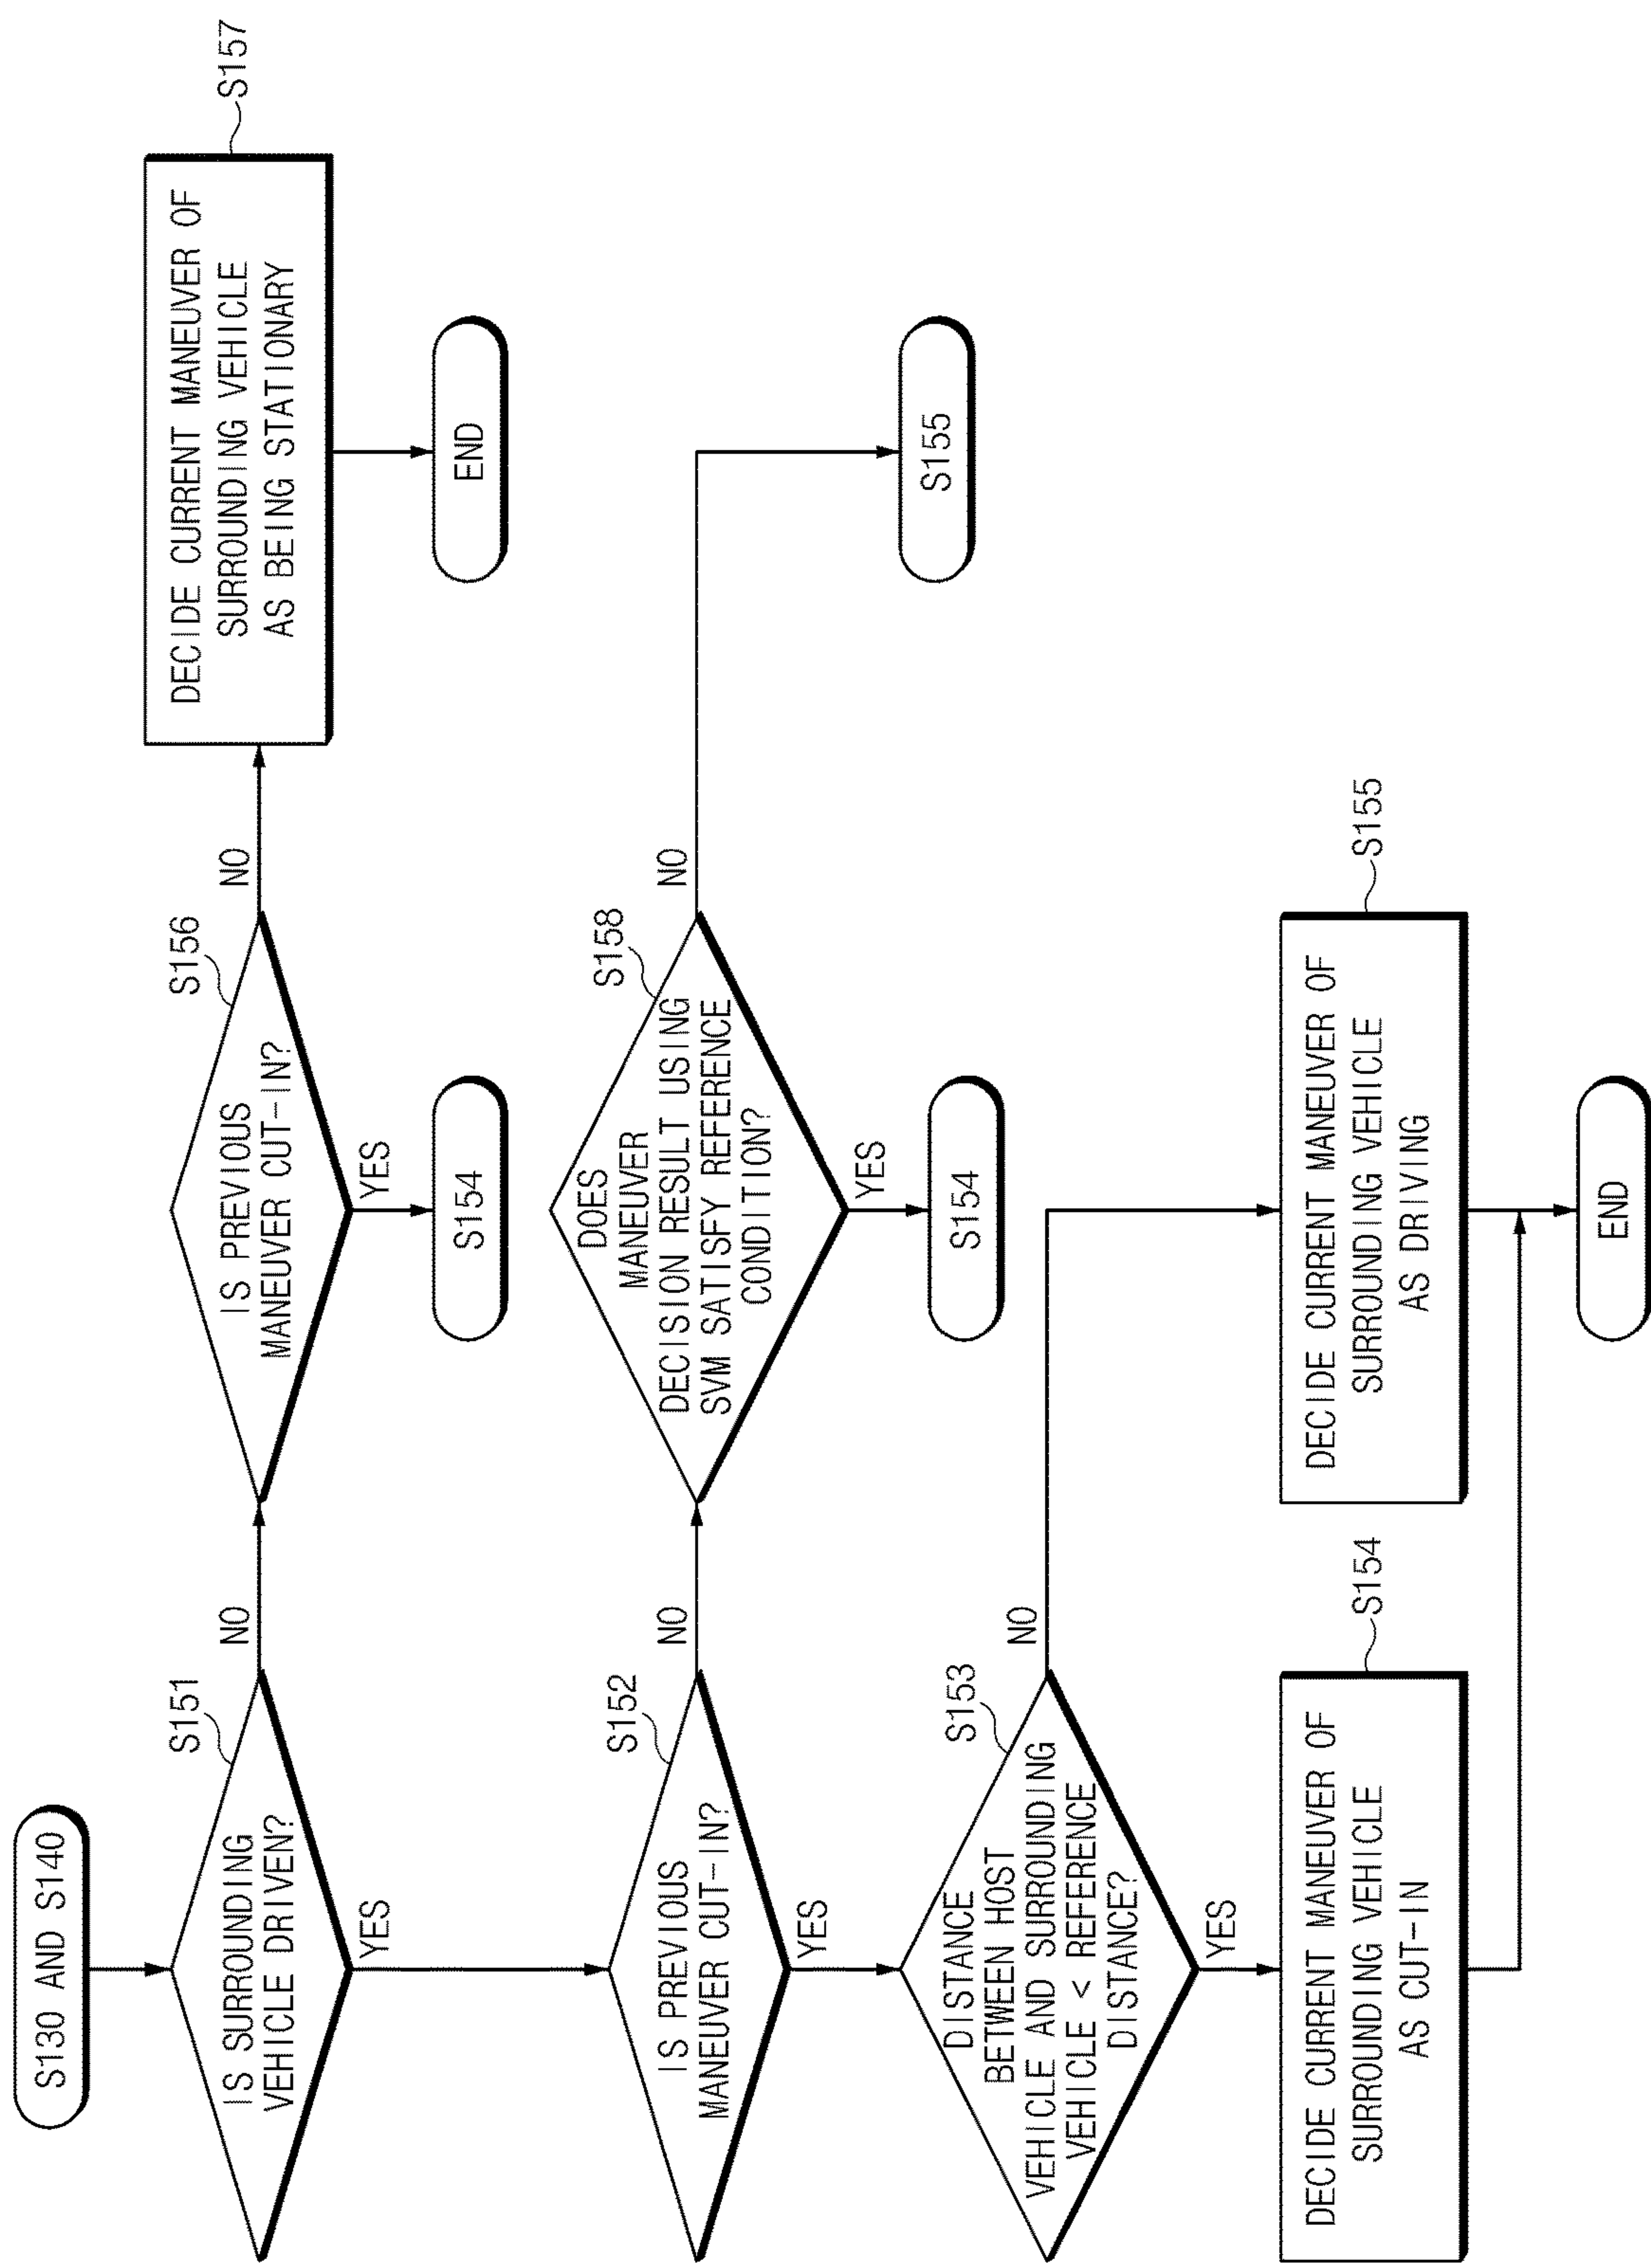 S130 AND S140
S151
IS SURROUNDING
VEHICLE DRIVEN?
NO
YES
S156
IS PREVIOUS
MANEUVER CUT-IN?
NO
YES
S154
S157
DECIDE CURRENT MANEUVER OF
SURROUNDING VEHICLE
AS BEING STATIONARY
END
S152
IS PREVIOUS
MANEUVER CUT-IN?
NO
YES
S158
DOES
MANEUVER
DECISION RESULT USING
SVM SATISFY REFERENCE
CONDITION?
NO
YES
S154
S155
S153
DISTANCE
BETWEEN HOST
VEHICLE AND SURROUNDING
VEHICLE < REFERENCE
DISTANCE?
NO
YES
S154
DECIDE CURRENT MANEUVER OF
SURROUNDING VEHICLE
AS CUT-IN
S155
DECIDE CURRENT MANEUVER OF
SURROUNDING VEHICLE
AS DRIVING
END